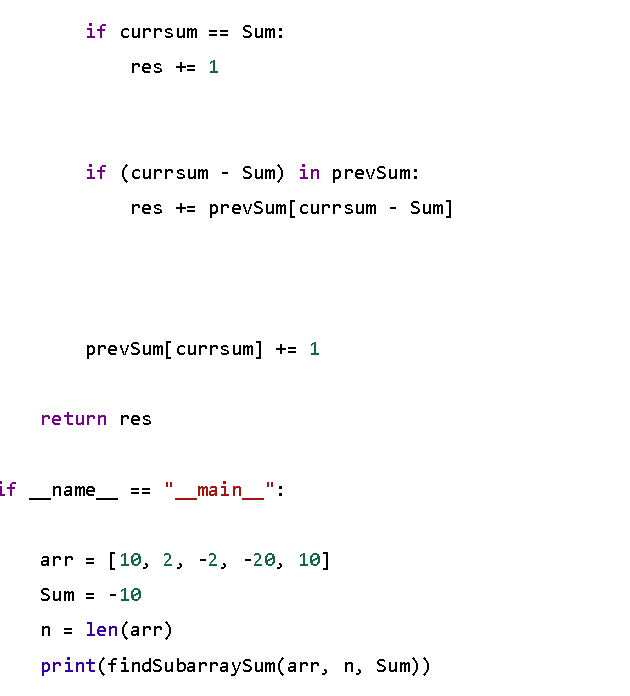 if currsum == Sum:
res += 1
if (currsum - Sum) in prevSum:
res += prevSum[currsum - Sum]
prevSum[currsum] += 1
return res
if __name__ == "__main__":
arr = [10, 2, -2, -20, 10]
Sum = -10
n = len(arr)
print(findSubarraySum(arr, n, Sum))